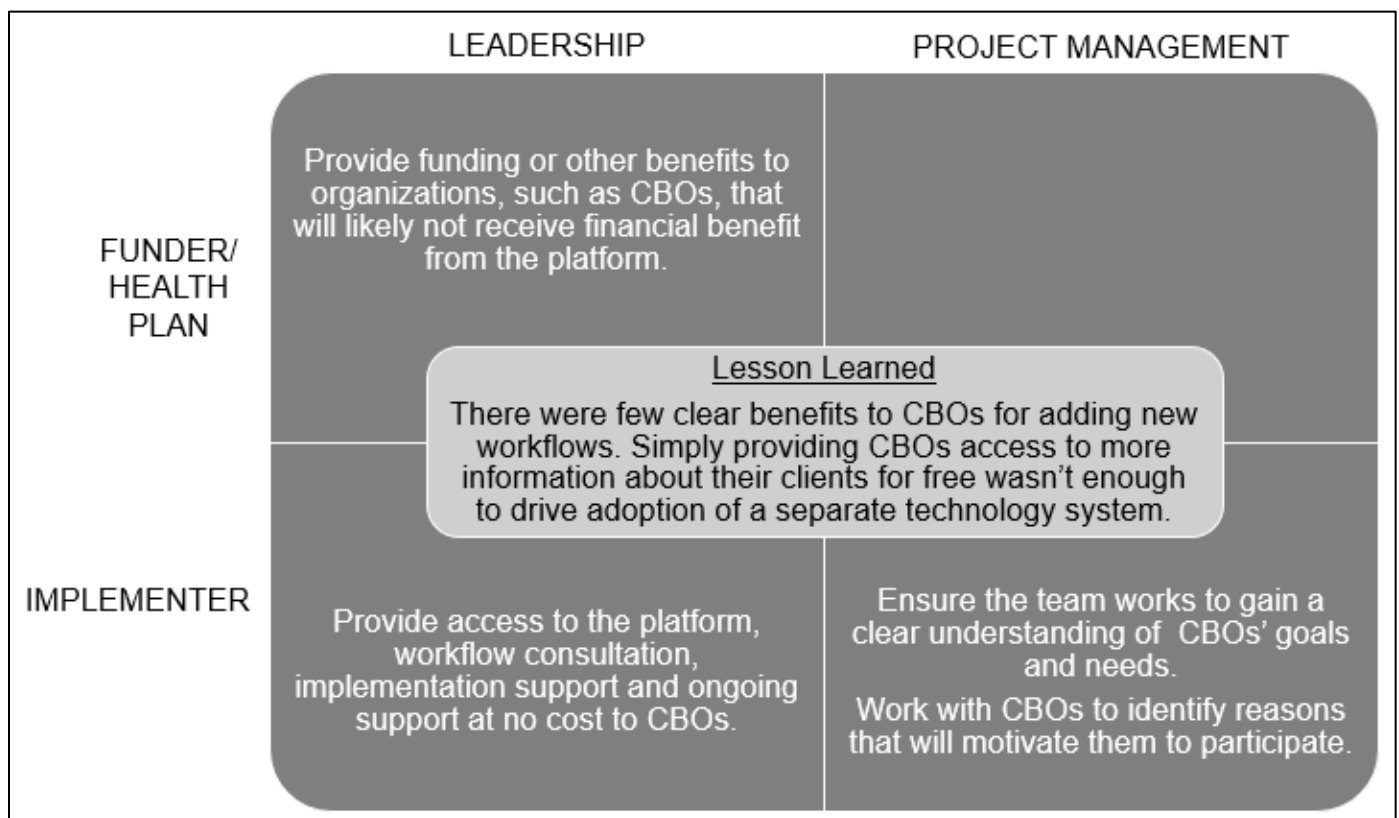 LEADERSHIP
PROJECT MANAGEMENT
FUNDER/
HEALTH
PLAN
Provide funding or other benefits to
organizations, such as CBOs, that
will likely not receive financial benefit
from the platform.
Lesson Learned
There were few clear benefits to CBOs for adding new
workflows. Simply providing CBOs access to more
information about their clients for free wasn’t enough
to drive adoption of a separate technology system.
IMPLEMENTER
Provide access to the platform,
workflow consultation,
implementation support and ongoing
support at no cost to CBOs.
Ensure the team works to gain a
clear understanding of  CBOs’ goals
and needs.
Work with CBOs to identify reasons
that will motivate them to participate.